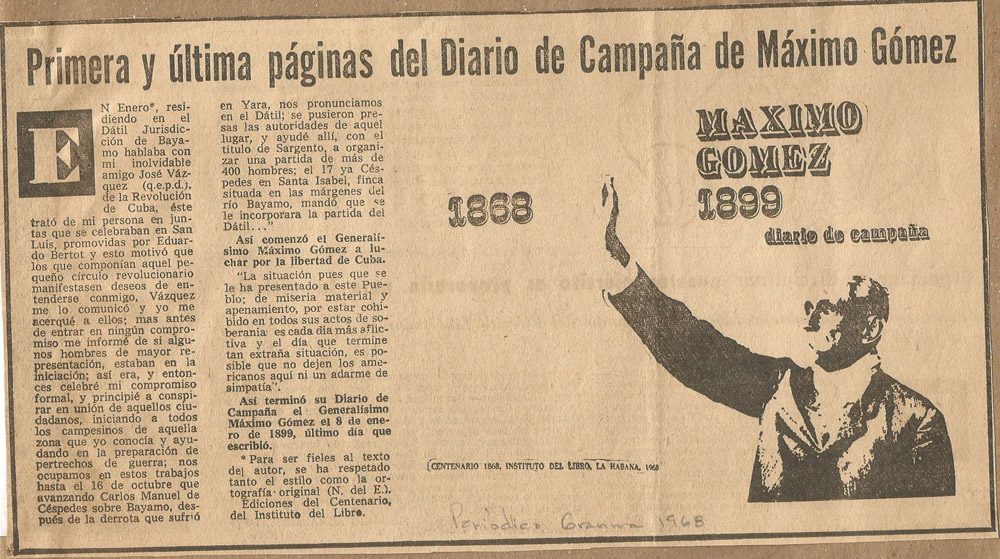 Primera y última páginas del Diario de Campaña de Máximo Gómez
EN Enero*, resi-
diendo en el
Dátil Jurisdic-
ción de Baya-
mo hablaba con
mi inolvidable
amigo José Váz-
quez (q.e.p.d.),
de la Revolución
de Cuba, éste
trató de mi persona en jun-
tas que se celebraban en San
Luis, promovidas por Eduar-
do Bertot y esto motivó que
los que componían aquel pe-
queño círculo revolucionario
manifestasen deseos de en-
tenderse conmigo, Vázquez
me lo comunicó y yo me
acerqué a ellos; mas antes
de entrar en ningún compro-
miso me informé de si algu-
nos hombres de mayor re-
presentación, estaban en la
iniciación; así era, y enton-
ces celebré mi compromiso
formal, y principié a conspi-
rar en unión de aquellos ciu-
dadanos, iniciando a todos
los campesinos de aquella
zona que yo conocía y ayu-
dando en la preparación de
pertrechos de guerra; nos
ocupamos en estos trabajos
hasta el 16 de octubre que
avanzando Carlos Manuel de
Céspedes sobre Bayamo, des-
pués de la derrota que sufrió
en Yara, nos pronunciamos
en el Dátil; se pusieron pre-
sas las autoridades de aquel
lugar, y ayudé allí, con el
título de Sargento, a organi-
zar una partida de más de
400 hombres; el 17 ya Cés-
pedes en Santa Isabel, finca
situada en las márgenes del
río Bayamo, mandó que se
le incorporara la partida del
Dátil..."
Así comenzó el Generalí-
simo Máximo Gómez a lu-
char por la libertad de Cuba.
"La situación pues que se
le ha presentado a este Pue-
blo; de miseria material y
apenamiento, por estar cohi-
bido en todos sus actos de so-
beranía es cada día más aflic-
tiva y el día que termine
tan extraña situación, es po-
sible que no dejen los ame-
ricanos aquí ni un adarme de
simpatía".
Así terminó su Diario de
Campaña el Generalísimo
Máximo Gómez el 8 de ene-
ro de 1899, último día que
escribió.
* Para ser fieles al texto
del autor, se ha respetado
tanto el estilo como la or-
tografía original (N. del E.).
Ediciones del Centenario,
del Instituto del Libro.
1868
MAXIMO
GOMEZ
1899
diario de campaña
(CENTENARIO 1868, INSTITUTO DEL LIBRO, LA HABANA, 1968
Periódico Granma 1968